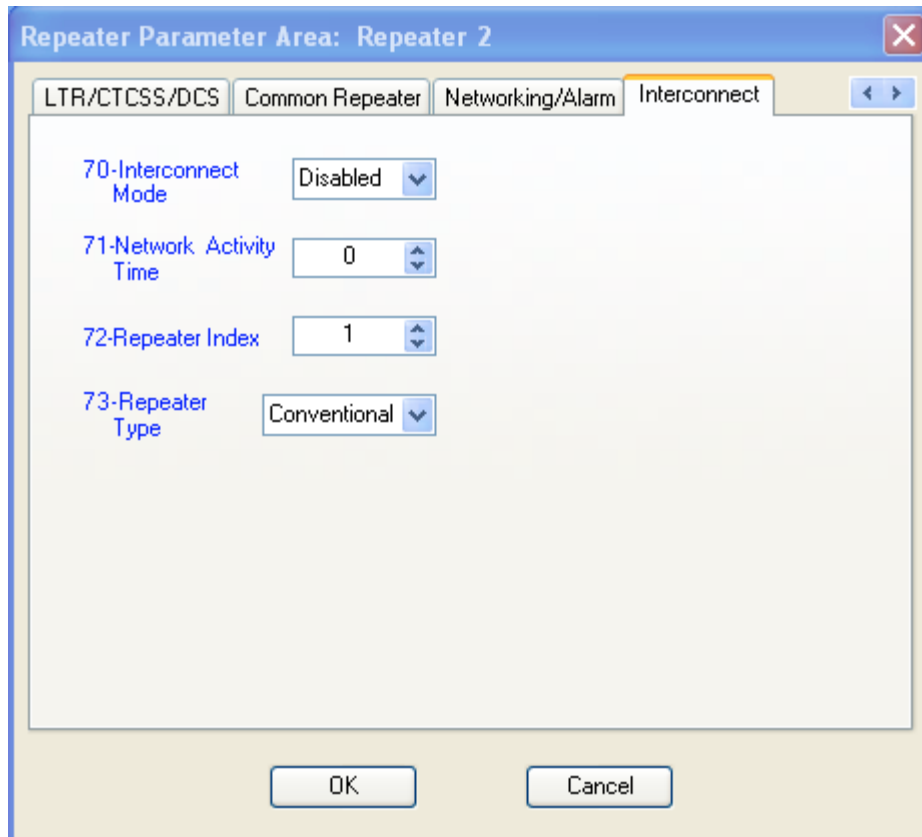 Repeater Parameter Area: Repeater 2
LTR/CTCSS/DCS
Common Repeater
Networking/Alarm
Interconnect
70-Interconnect
Mode
Disabled
71-Network Activity
Time
0
72-Repeater Index
1
73-Repeater
Type
Conventional
OK
Cancel